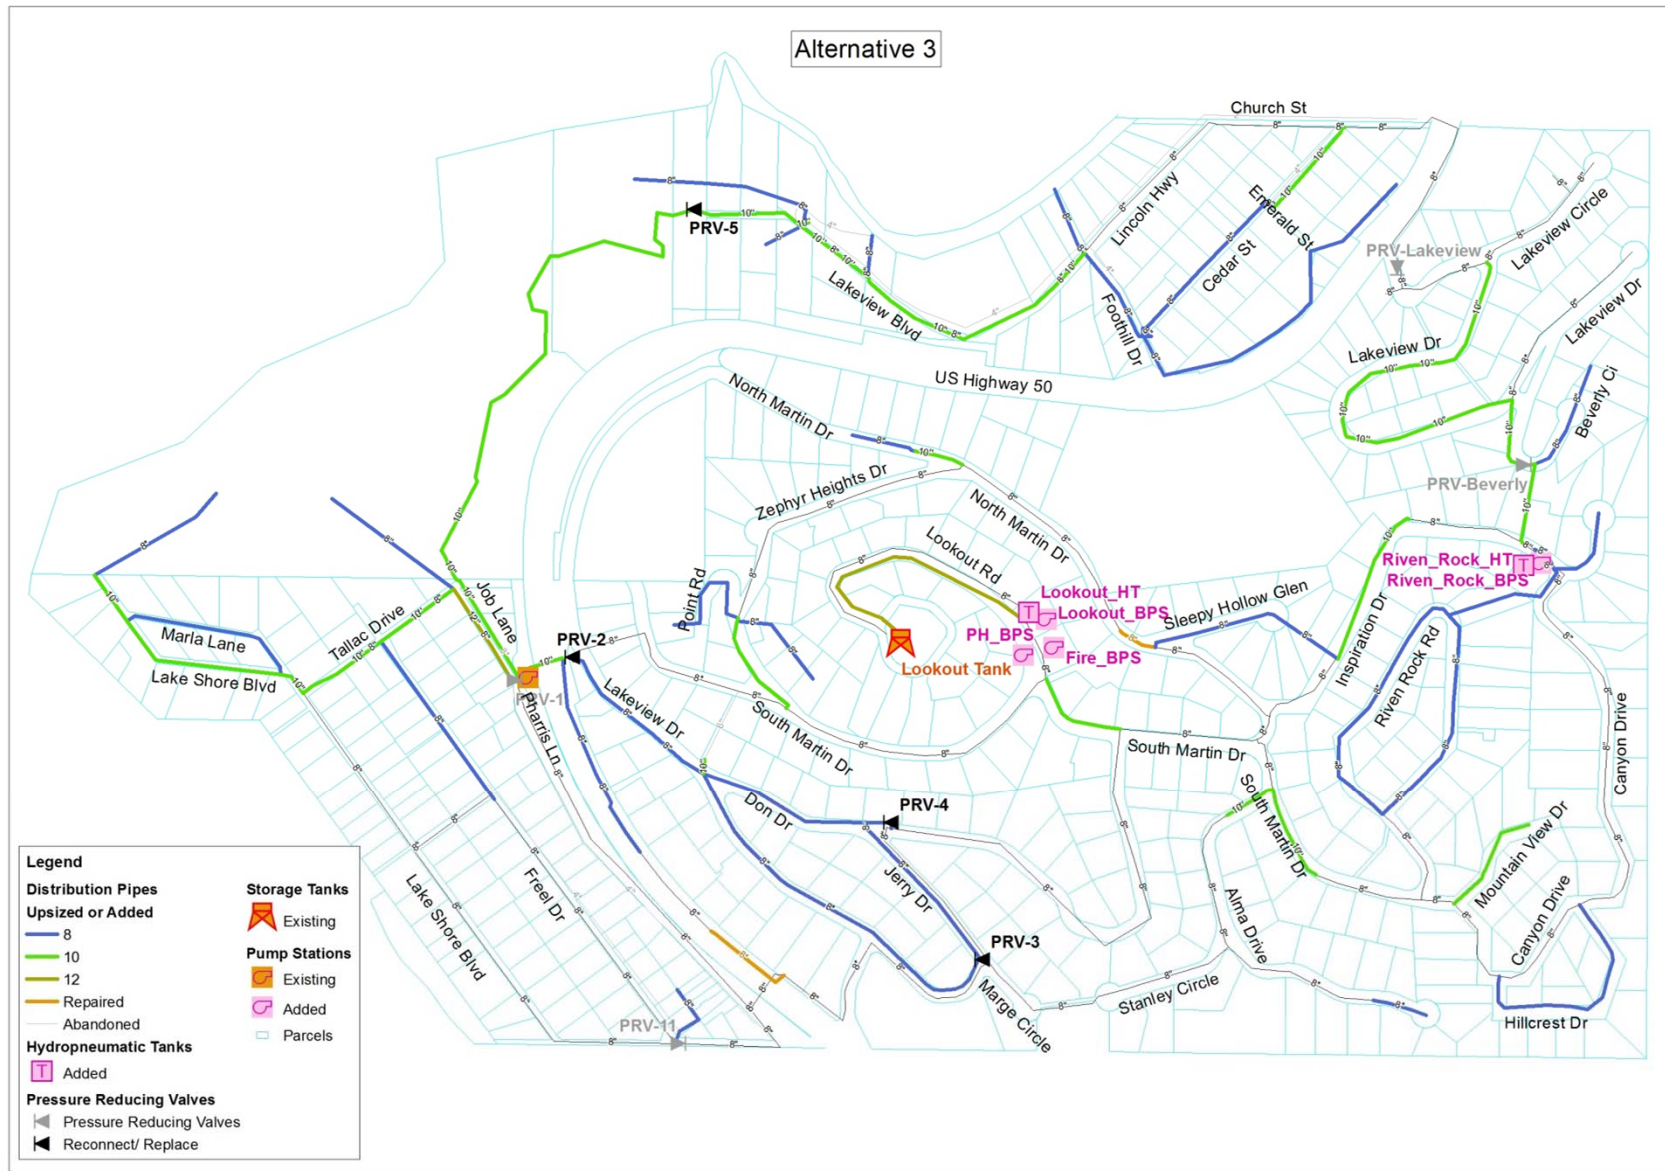 Alternative 3
Church St
Lincoln Hwy
Emerald St
Cedar St
Foothill Dr
PRV-Lakeview
Lakeview Circle
Lakeview Dr
Lakeview Dr
Beverly Ci
PRV-Beverly
PRV-5
Lakeview Blvd
US Highway 50
North Martin Dr
Zephyr Heights Dr
North Martin Dr
Lookout Rd
Point Rd
Lookout_HT
Lookout_BPS
PH_BPS
Fire_BPS
Lookout Tank
Sleepy Hollow Glen
Riven_Rock_HT
Riven_Rock_BPS
Inspiration Dr
Riven Rock Rd
Canyon Drive
Job Lane
Tallac Drive
Marla Lane
Lake Shore Blvd
PRV-2
PRV-1
Pharris Ln
Lakeview Dr
South Martin Dr
South Martin Dr
South Martin Dr
Don Dr
PRV-4
Jerry Dr
PRV-3
Marge Circle
Stanley Circle
Alma Drive
Mountain View Dr
Canyon Drive
Hillcrest Dr
Freel Dr
Lake Shore Blvd
PRV-11
10"
8"
12"
4"
Legend
Distribution Pipes
Upsized or Added
8
10
12
Repaired
Abandoned
Hydropneumatic Tanks
T Added
Pressure Reducing Valves
Pressure Reducing Valves
Reconnect/ Replace
Storage Tanks
Existing
Pump Stations
Existing
Added
Parcels